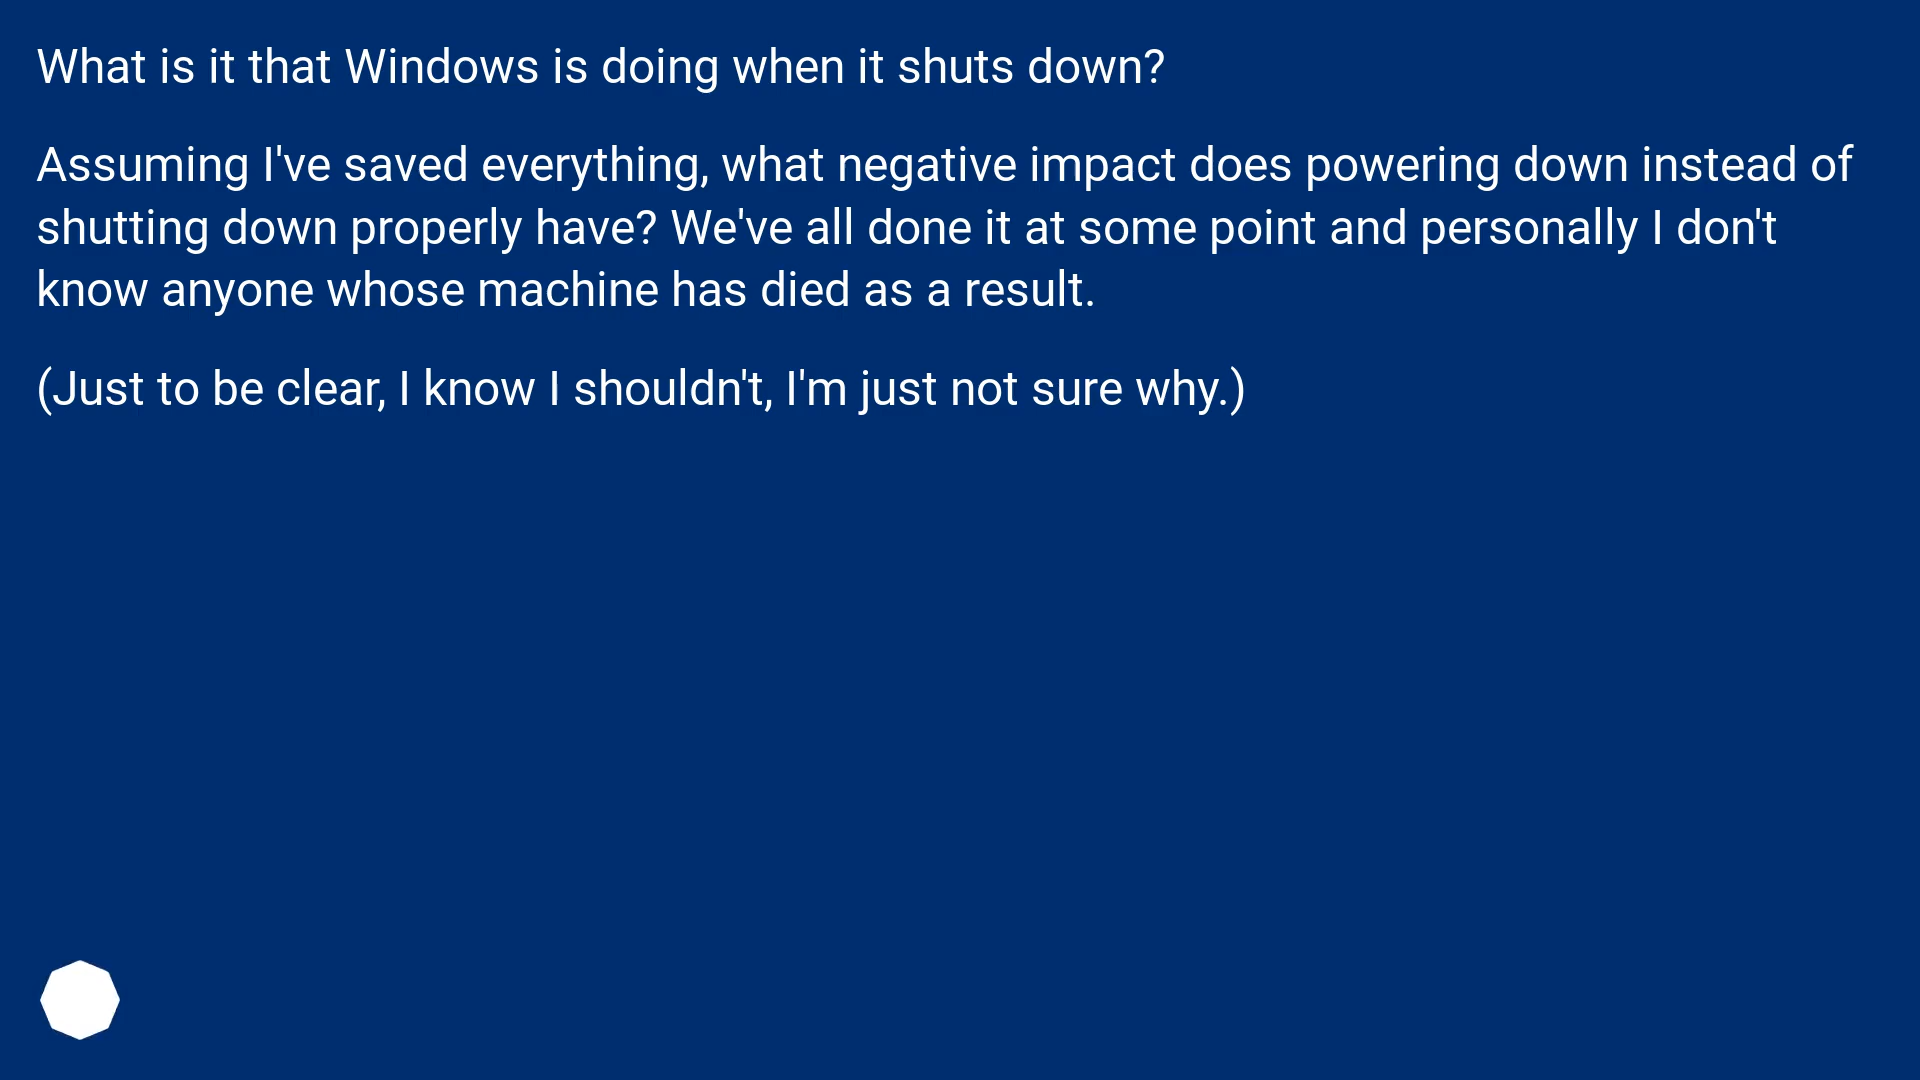 What is it that Windows is doing when it shuts down?
Assuming I've saved everything, what negative impact does powering down instead of
shutting down properly have? We've all done it at some point and personally I don't
know anyone whose machine has died as a result.
(Just to be clear, I know I shouldn't, I'm just not sure why.)